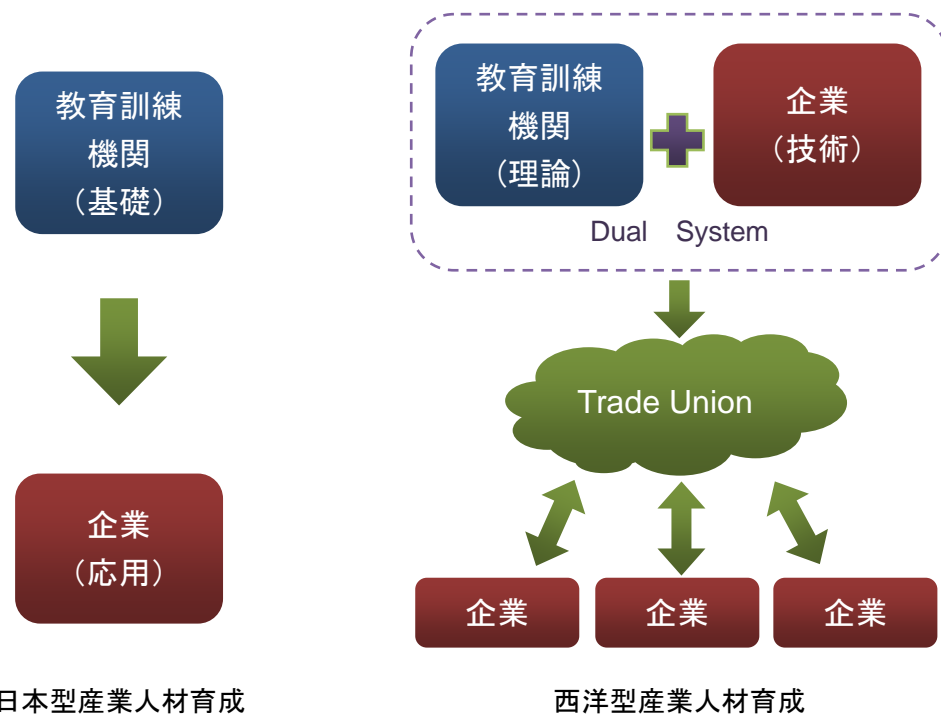 教育訓練
機関
（基礎）
企業
（応用）
日本型産業人材育成
教育訓練
機関
（理論）
企業
（技術）
Dual System
Trade Union
企業
企業
企業
西洋型産業人材育成